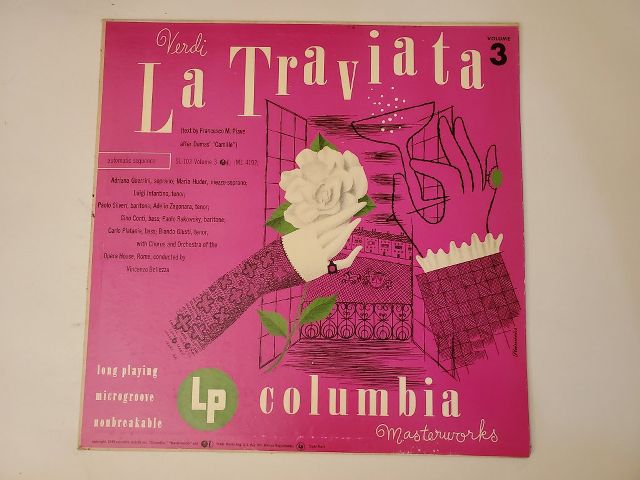 Verdi
VOLUME
3
La Traviata
(text by Francesco M. Piave
after Dumas' "Camille")
automatic sequence
SL-102 Volume 3 ML 4197
Adriana Guerrini, soprano; Maria Huder, mezzo-soprano;
Luigi Infantino, tenor;
Paolo Silveri, baritone; Adelio Zagonara, tenor;
Gino Conti, bass; Paolo Rakowsky, baritone;
Carlo Platania, bass; Blando Giusti, tenor,
with Chorus and Orchestra of the
Opera House, Rome, conducted by
Vincenzo Bellezza
long playing
microgroove
nonbreakable
Lp
columbia
Masterworks